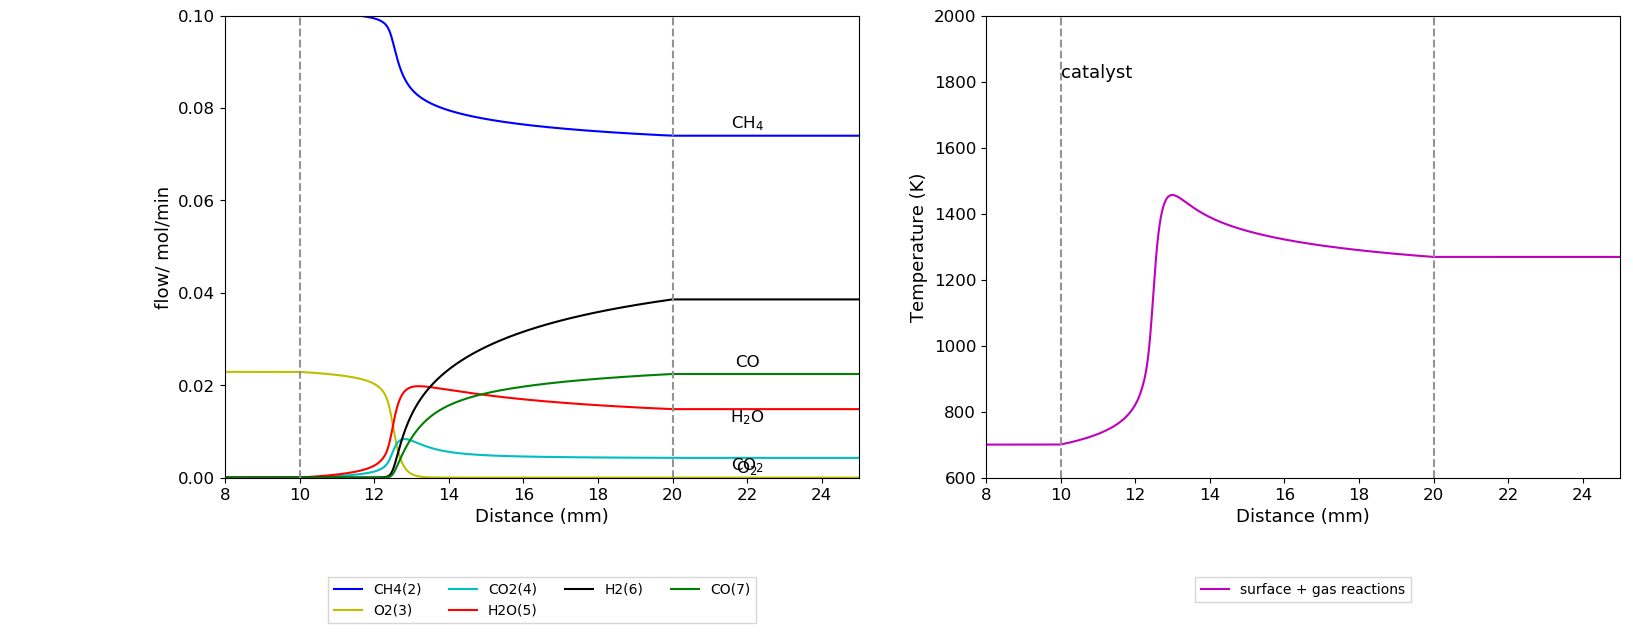 0.10
0.08
0.06
0.04
0.02
0.00
flow/ mol/min
CH₄
CO
H₂O
CO₂
O₂
8 10 12 14 16 18 20 22 24
Distance (mm)
CH4(2) CO2(4) H2(6) CO(7)
O2(3) H2O(5)
2000
1800
1600
1400
1200
1000
800
600
Temperature (K)
catalyst
8 10 12 14 16 18 20 22 24
Distance (mm)
surface + gas reactions